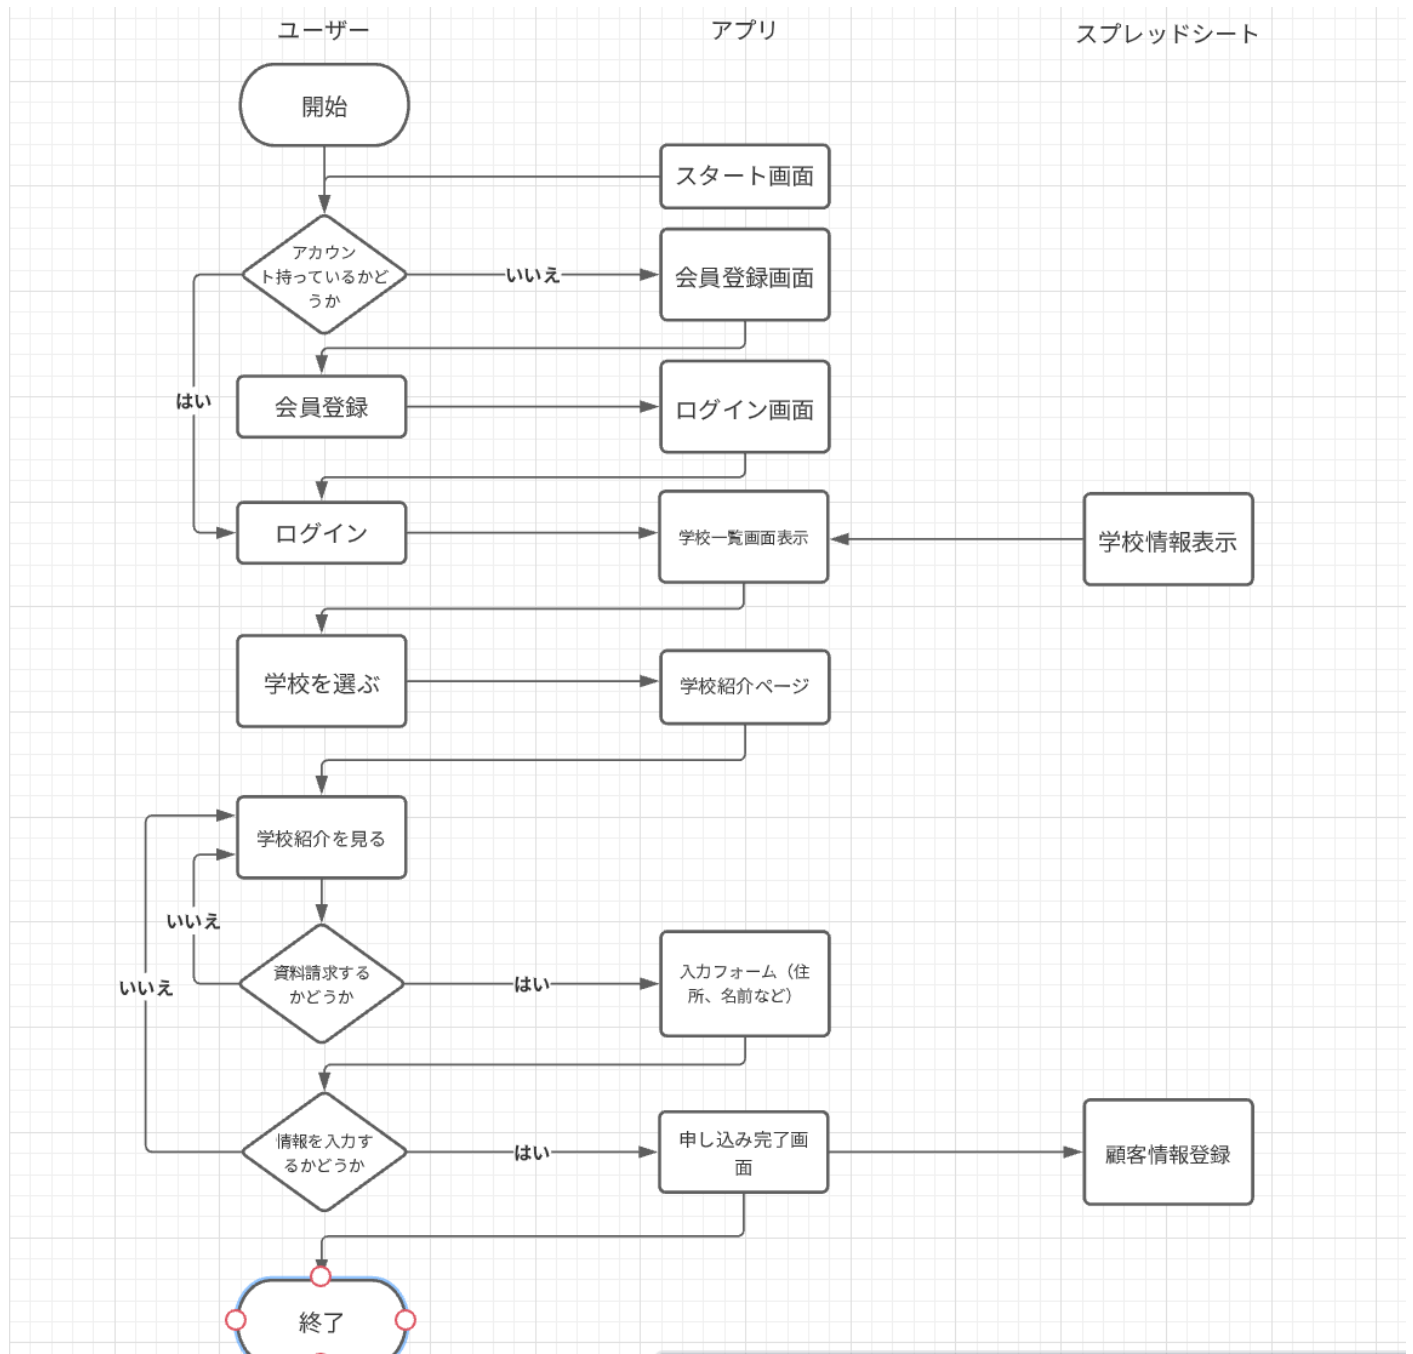 ユーザー
アプリ
スプレッドシート
開始
スタート画面
アカウン
ト持っているかど
うか
いいえ
会員登録画面
はい
会員登録
ログイン画面
ログイン
学校一覧画面表示
学校情報表示
学校を選ぶ
学校紹介ページ
学校紹介を見る
いいえ
資料請求する
かどうか
はい
入力フォーム（住
所、名前など）
いいえ
情報を入力す
るかどうか
はい
申し込み完了画
面
顧客情報登録
終了